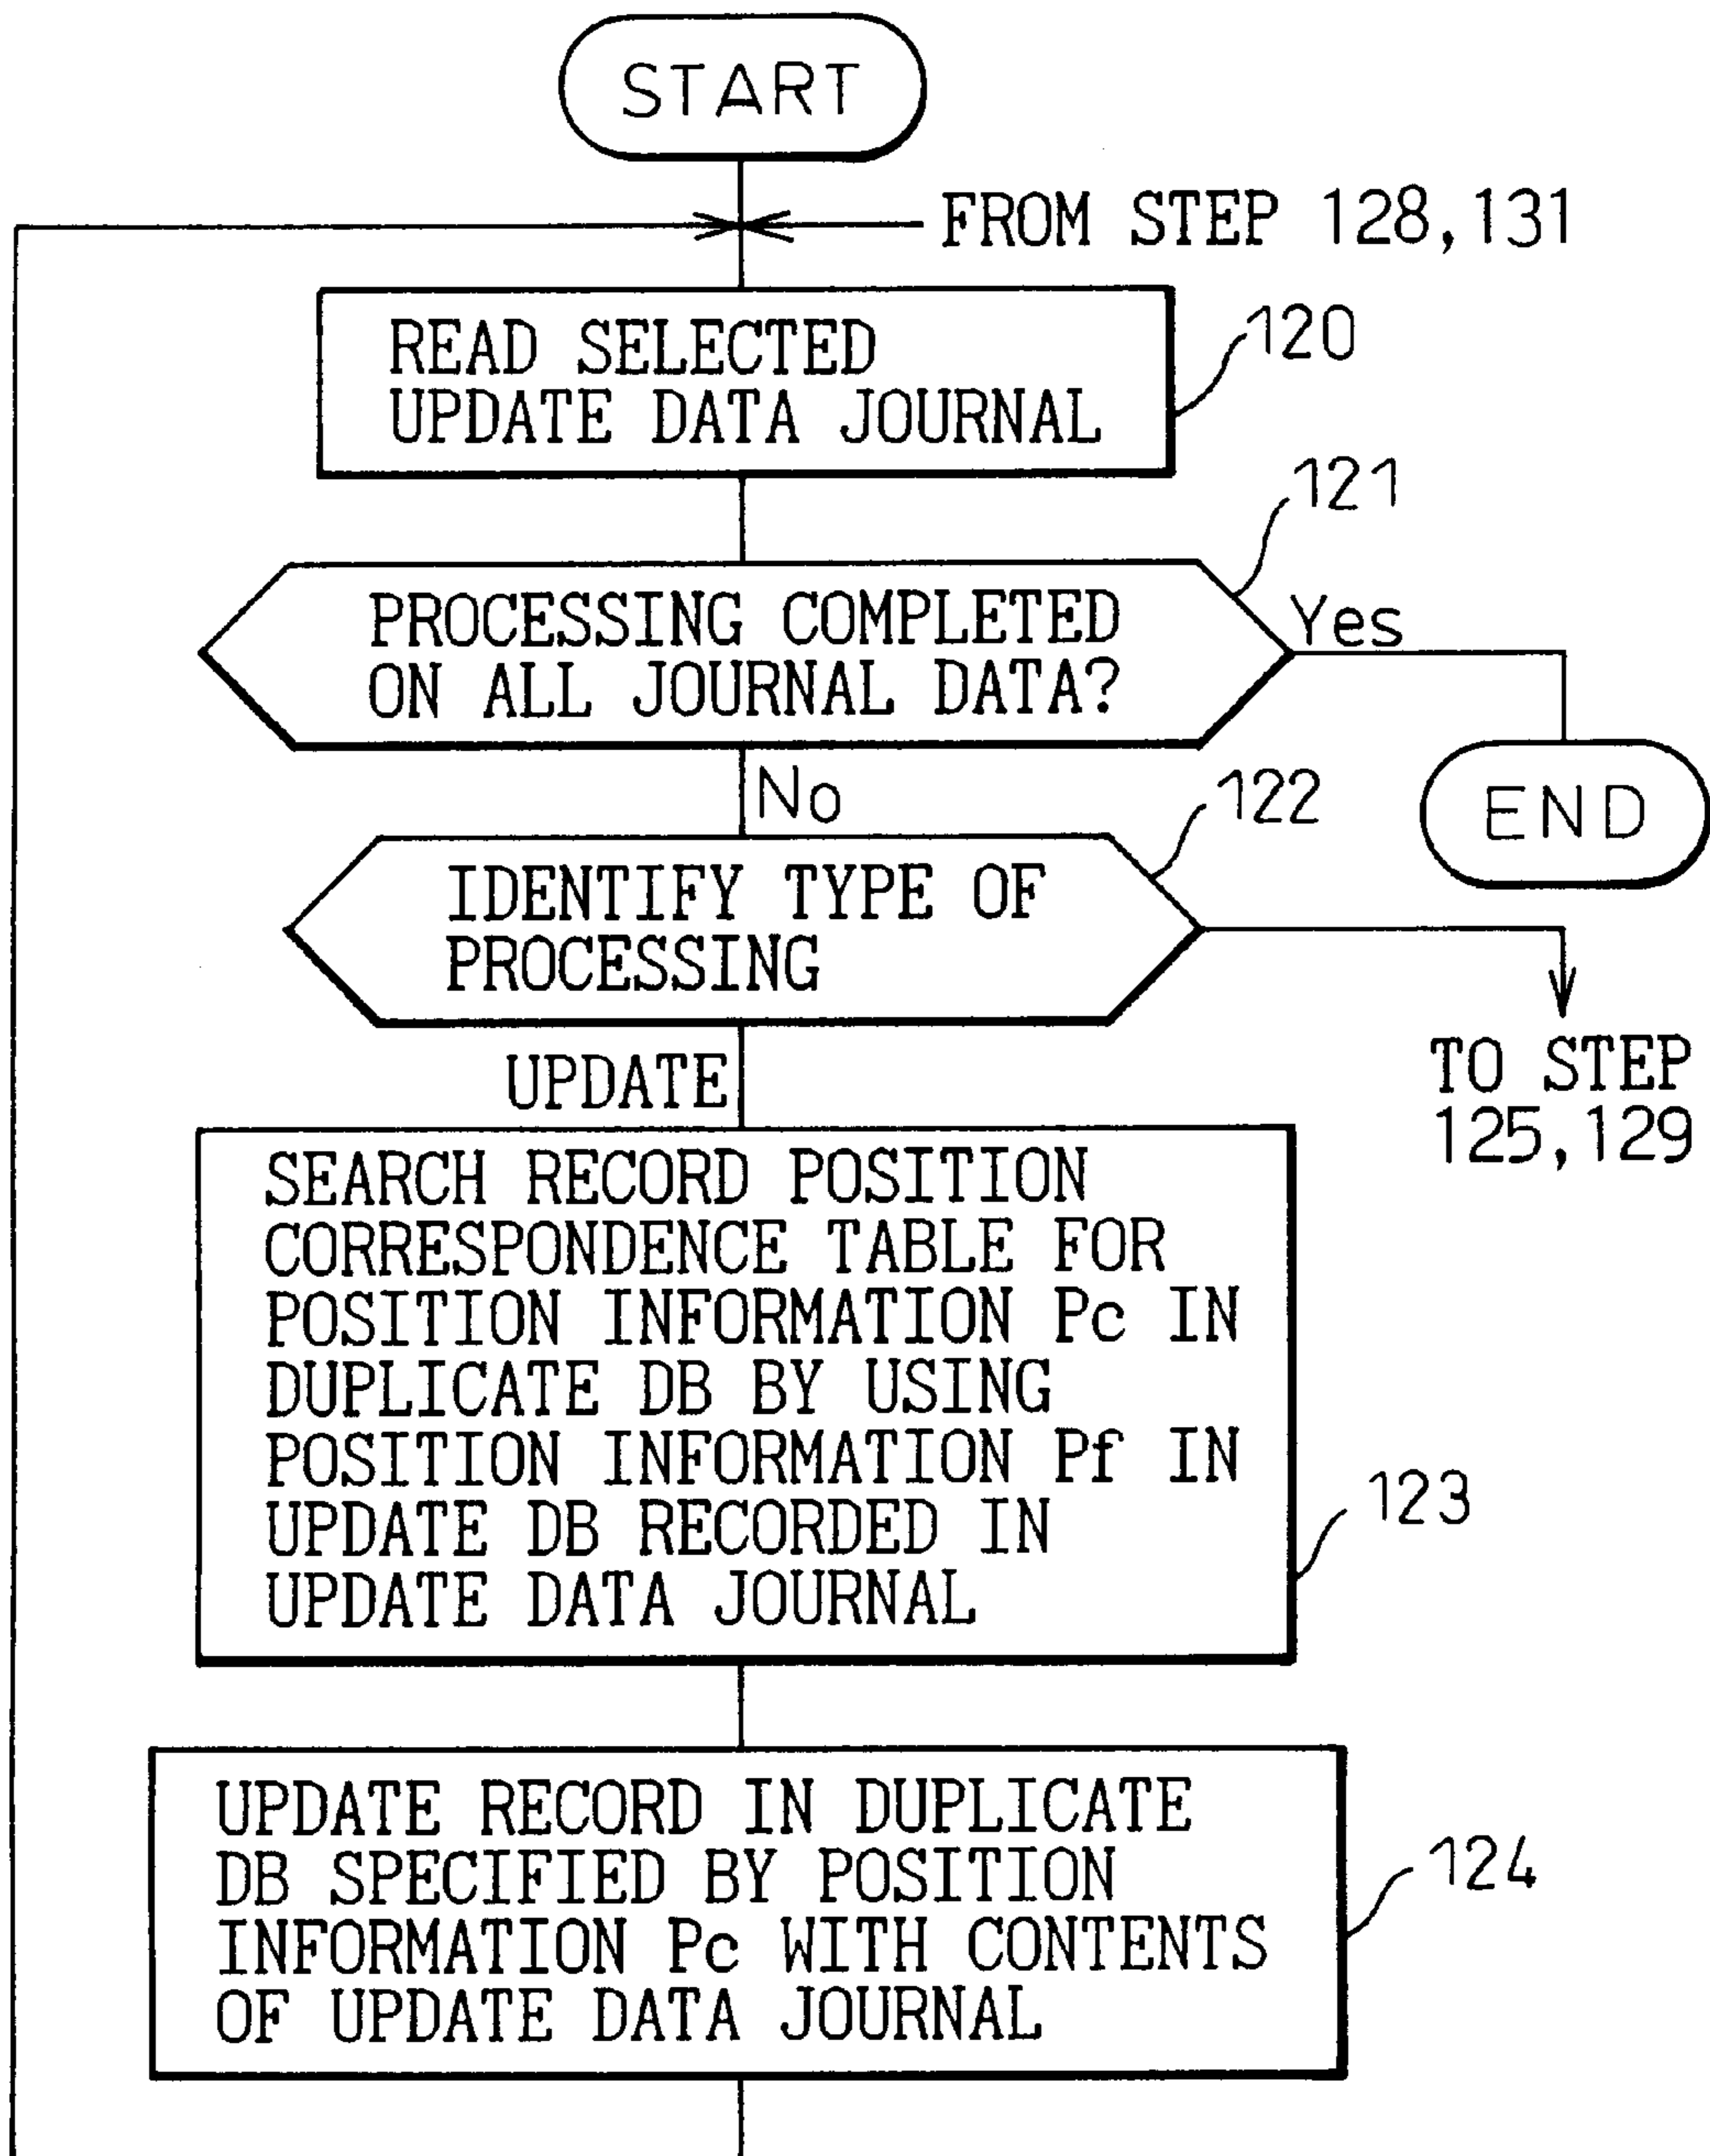 START
FROM STEP 128, 131
READ SELECTED
UPDATE DATA JOURNAL
120
121
PROCESSING COMPLETED
ON ALL JOURNAL DATA?
Yes
No
END
122
IDENTIFY TYPE OF
PROCESSING
UPDATE
TO STEP
125, 129
SEARCH RECORD POSITION
CORRESPONDENCE TABLE FOR
POSITION INFORMATION Pc IN
DUPLICATE DB BY USING
POSITION INFORMATION Pf IN
UPDATE DB RECORDED IN
UPDATE DATA JOURNAL
123
UPDATE RECORD IN DUPLICATE
DB SPECIFIED BY POSITION
INFORMATION Pc WITH CONTENTS
OF UPDATE DATA JOURNAL
124